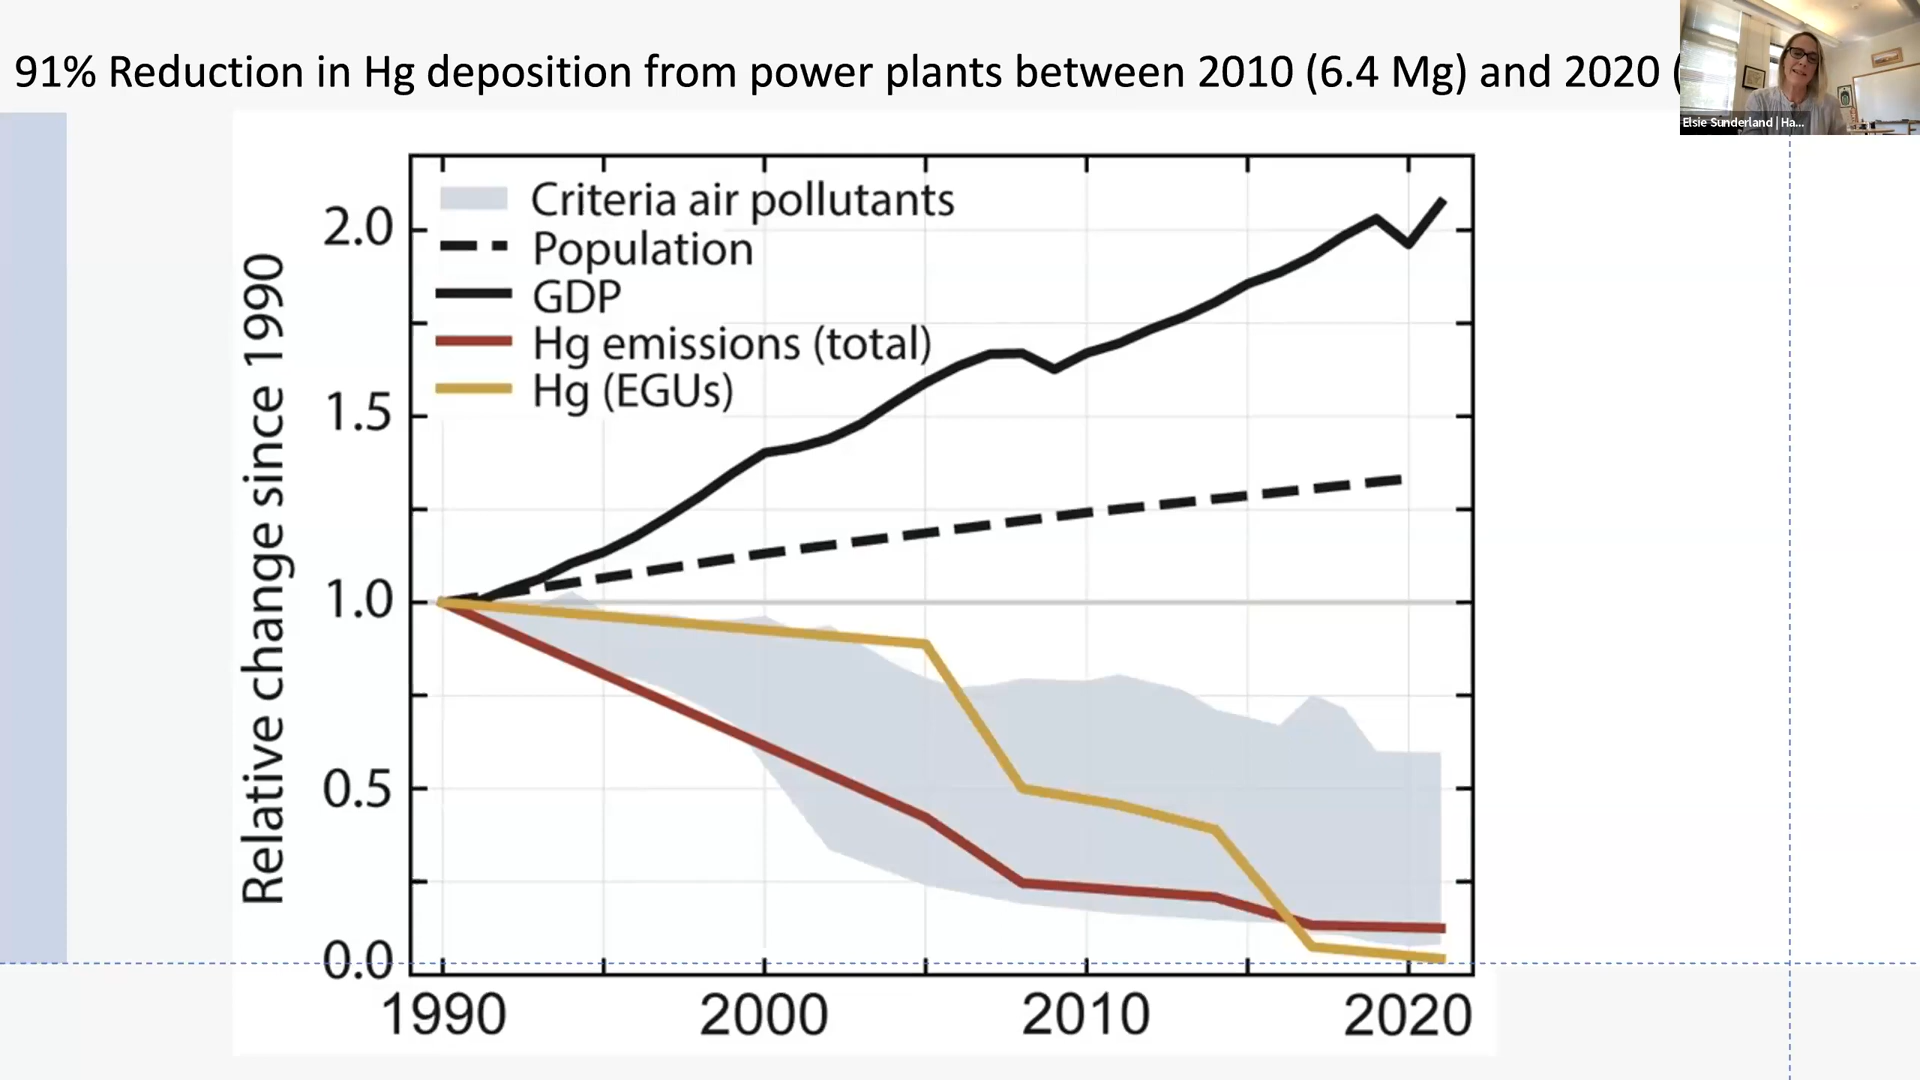 91% Reduction in Hg deposition from power plants between 2010 (6.4 Mg) and 2020 (
Elsie Sunderland | Ha...
Criteria air pollutants
Population
GDP
Hg emissions (total)
Hg (EGUs)
Relative change since 1990
2.0
1.5
1.0
0.5
0.0
1990 2000 2010 2020